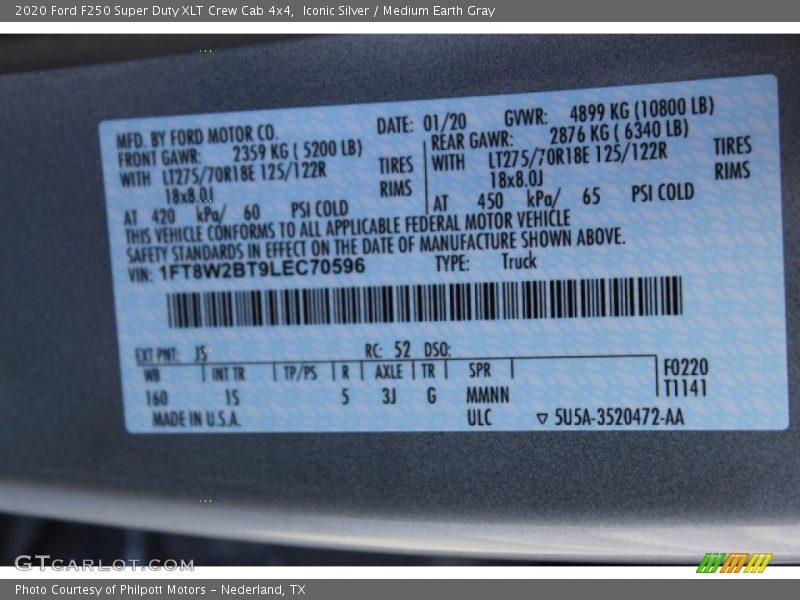 2020 Ford F250 Super Duty XLT Crew Cab 4x4, Iconic Silver / Medium Earth Gray
MFD. BY FORD MOTOR CO. DATE: 01/20 GVWR: 4899 KG (10800 LB)
FRONT GAWR: 2359 KG ( 5200 LB) REAR GAWR: 2876 KG ( 6340 LB)
WITH LT275/70R18E 125/122R TIRES WITH LT275/70R18E 125/122R TIRES
18x8.0J RIMS 18x8.0J RIMS
AT 420 kPa/ 60 PSI COLD AT 450 kPa/ 65 PSI COLD
THIS VEHICLE CONFORMS TO ALL APPLICABLE FEDERAL MOTOR VEHICLE
SAFETY STANDARDS IN EFFECT ON THE DATE OF MANUFACTURE SHOWN ABOVE.
VIN: 1FT8W2BT9LEC70596 TYPE: Truck
EXT PNT: JS RC: 52 DSO:
WB INT TR TP/PS R AXLE TR SPR F0220
160 1S 5 3J G MMNN T1141
MADE IN U.S.A. ULC ▽ 5U5A-3520472-AA
GTCARLOT.COM
Photo Courtesy of Philpott Motors - Nederland, TX